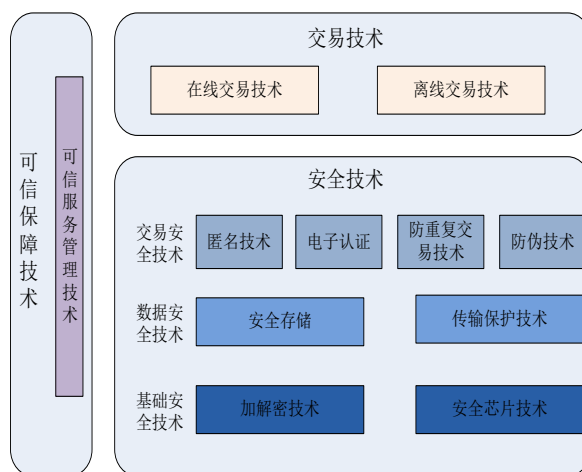 可信保障技术
可信服务管理技术
交易技术
在线交易技术
离线交易技术
安全技术
交易安
全技术
匿名技术
电子认证
防重复交
易技术
防伪技术
数据安
全技术
安全存储
传输保护技术
基础安
全技术
加解密技术
安全芯片技术